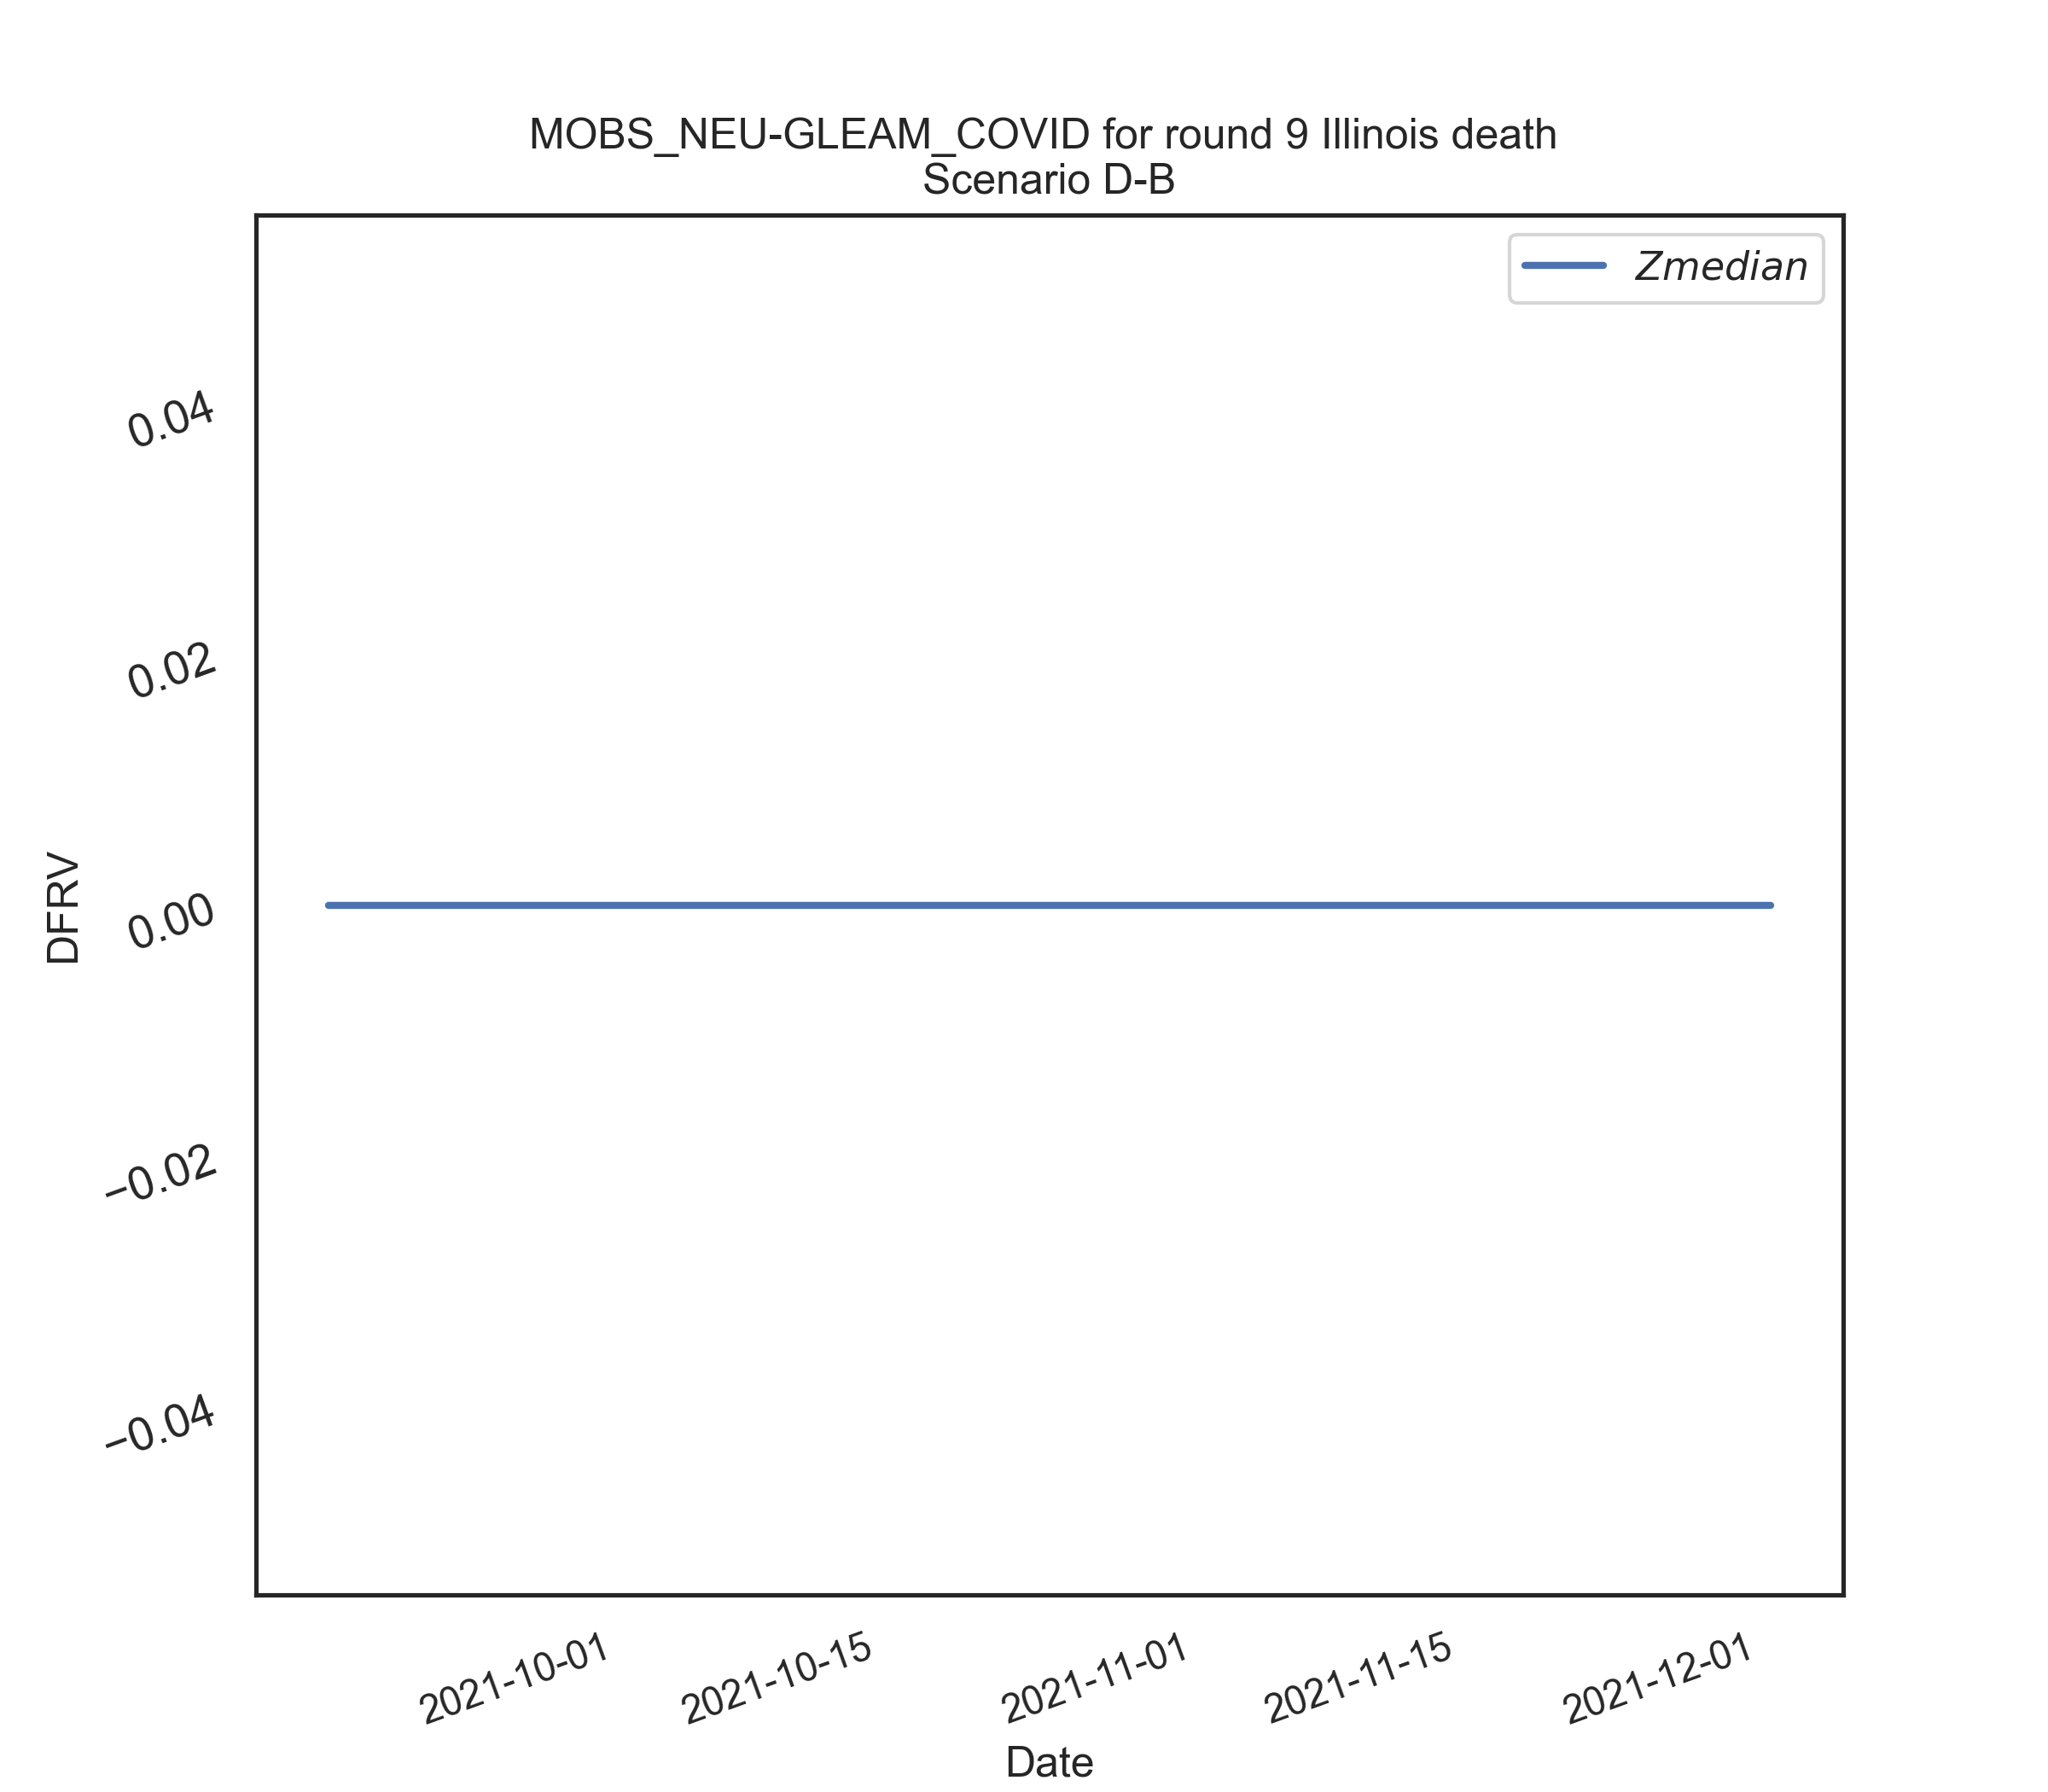 MOBS_NEU-GLEAM_COVID for round 9 Illinois death
Scenario D-B
Zmedian
0.04
0.02
0.00
−0.02
−0.04
DFRV
2021-10-01
2021-10-15
2021-11-01
2021-11-15
2021-12-01
Date